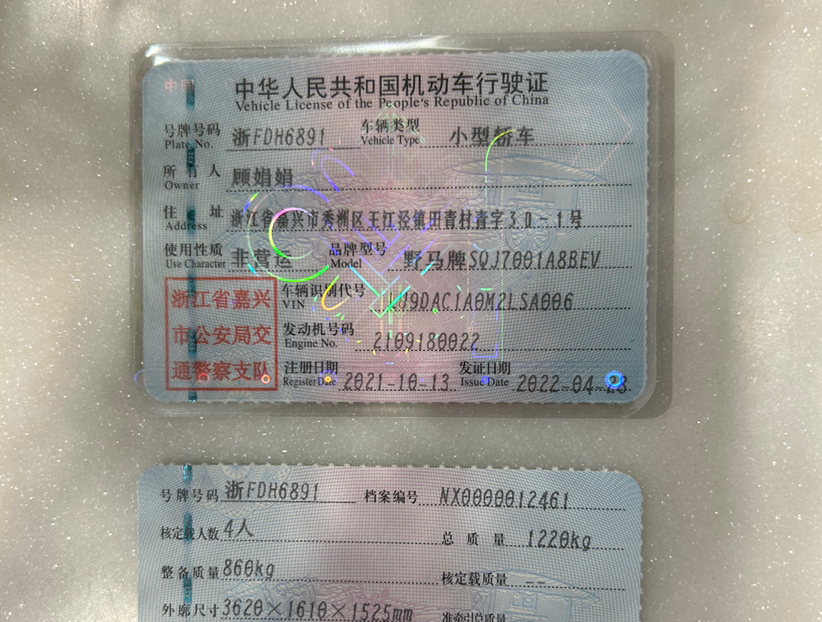 中国
中华人民共和国机动车行驶证
Vehicle License of the People's Republic of China
号牌号码 Plate No. 浙FDH6891 车辆类型 Vehicle Type 小型轿车
所有人 Owner 顾娟娟
住址 Address 浙江省嘉兴市秀洲区王江泾镇田青村青字30-1号
使用性质 Use Character 非营运 品牌型号 Model 野马牌SQJ7001A8BEV
浙江省嘉兴
市公安局交
通警察支队
车辆识别代号 VIN LJ9DAC1A0M2LSA006
发动机号码 Engine No. 2109180022
注册日期 Register Date 2021-10-13 发证日期 Issue Date 2022-04-28
号牌号码 浙FDH6891 档案编号 NX0000012461
核定载人数 4人 总质量 1220kg
整备质量 860kg 核定载质量 --
外廓尺寸 3620×1610×1525mm 准牵引总质量